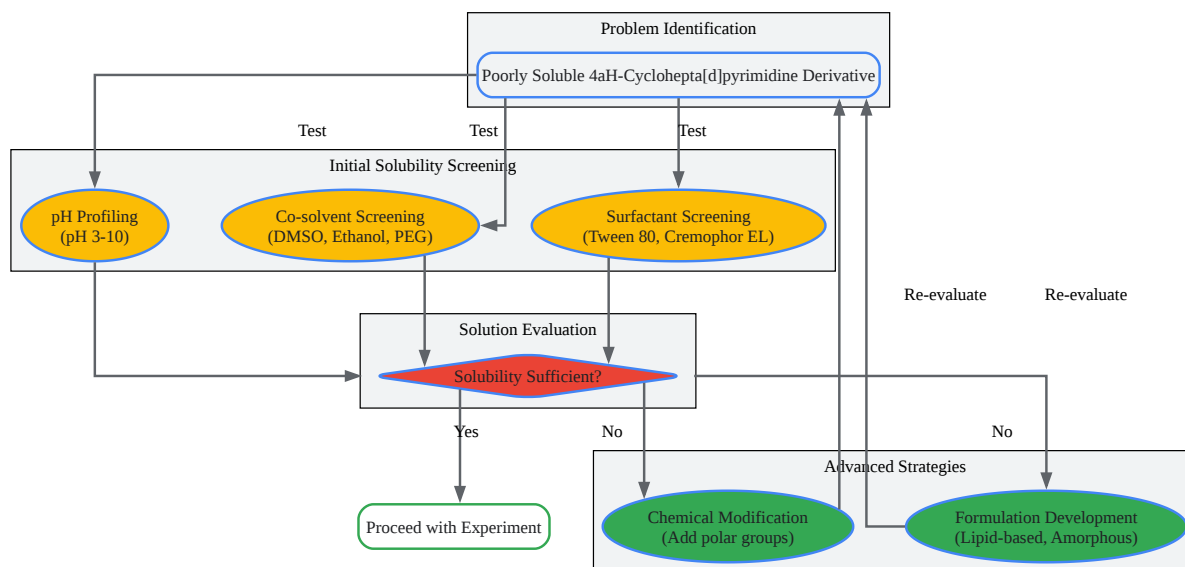 Problem Identification
Poorly Soluble 4aH-Cyclohepta[d]pyrimidine Derivative
Test
Test
Test
Initial Solubility Screening
pH Profiling
(pH 3-10)
Co-solvent Screening
(DMSO, Ethanol, PEG)
Surfactant Screening
(Tween 80, Cremophor EL)
Re-evaluate
Re-evaluate
Solution Evaluation
Solubility Sufficient?
Yes
No
No
Advanced Strategies
Proceed with Experiment
Chemical Modification
(Add polar groups)
Formulation Development
(Lipid-based, Amorphous)